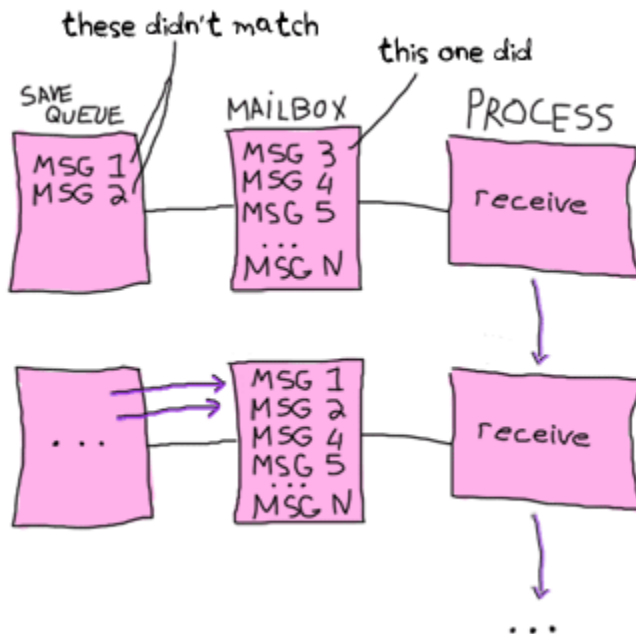 these didn't match
this one did
SAVE
QUEUE
MAILBOX
PROCESS
MSG 1
MSG 2
MSG 3
MSG 4
MSG 5
...
MSG N
receive
...
MSG 1
MSG 2
MSG 4
MSG 5
...
MSG N
receive
...